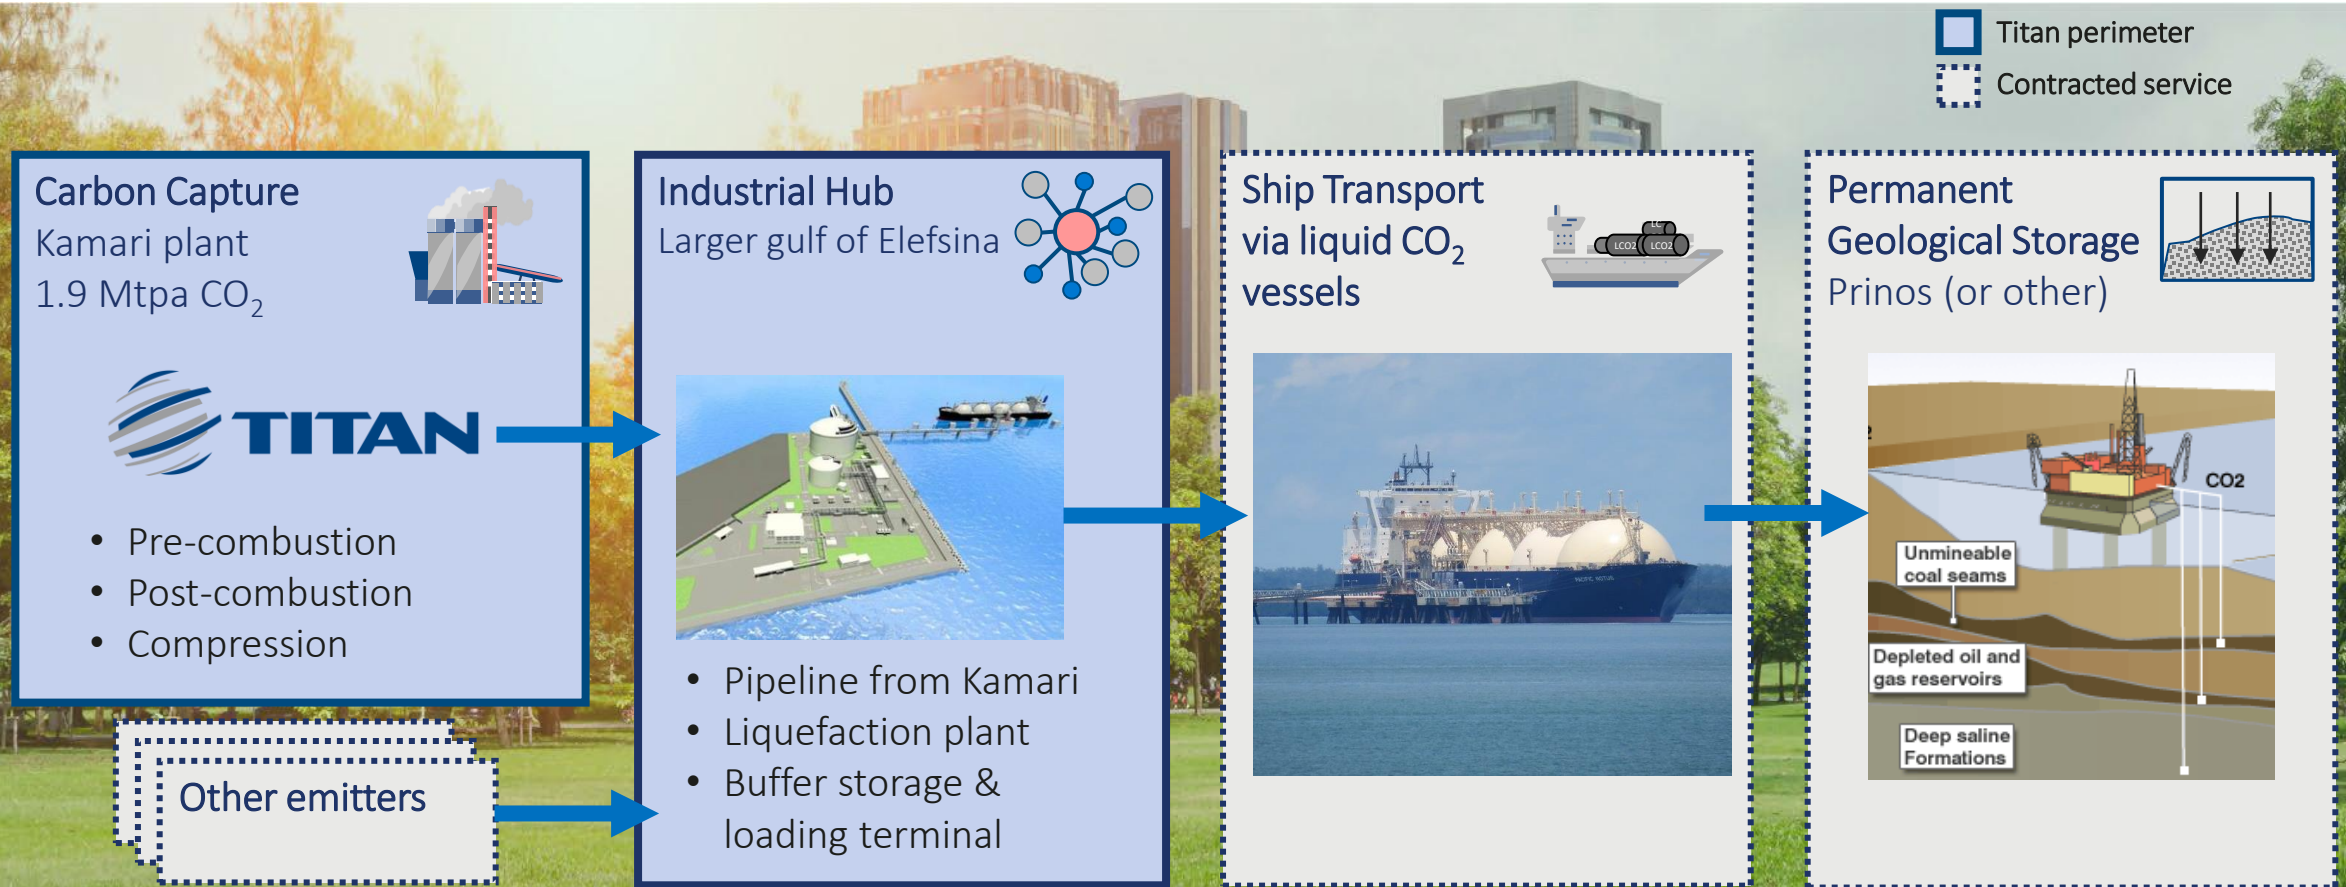 Titan perimeter
Contracted service
Carbon Capture
Kamari plant
1.9 Mtpa CO₂
TITAN
• Pre-combustion
• Post-combustion
• Compression
Other emitters
Industrial Hub
Larger gulf of Elefsina
• Pipeline from Kamari
• Liquefaction plant
• Buffer storage &
loading terminal
Ship Transport
via liquid CO₂
vessels
LC
LCO2
LCO2
PACIFIC NOTUS
Permanent
Geological Storage
Prinos (or other)
CO2
Unmineable
coal seams
Depleted oil and
gas reservoirs
Deep saline
Formations